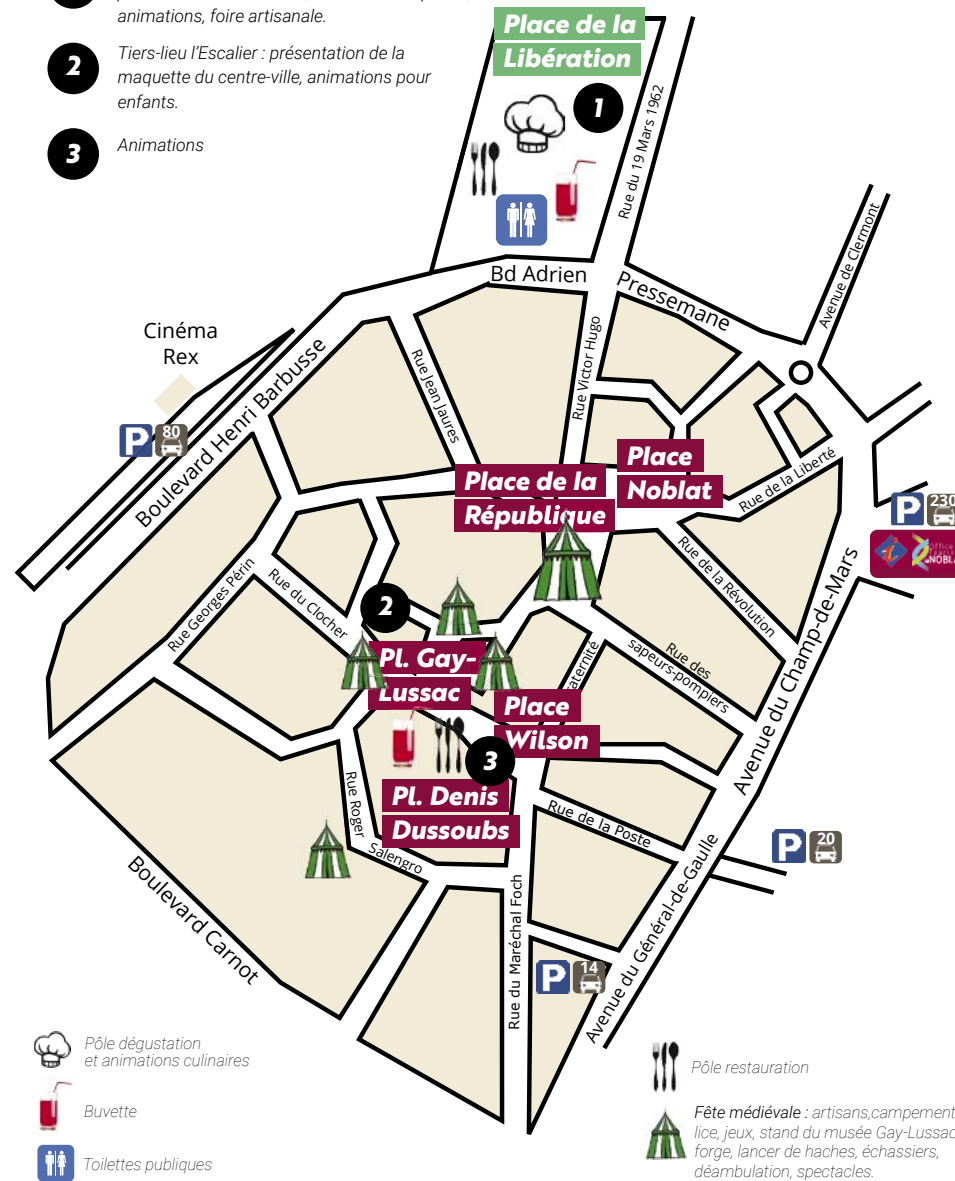 animations, foire artisanale.
2
Tiers-lieu l'Escalier : présentation de la
maquette du centre-ville, animations pour
enfants.
3
Animations
Place de la
Libération
1
Rue du 19 Mars 1962
Bd Adrien
Pressemane
Avenue de Clermont
Cinéma
Rex
P
80
Boulevard Henri Barbusse
Rue Jean Jaures
Rue Victor Hugo
Place
Noblat
Place de la
République
Rue de la Liberté
P
230
Rue de la Révolution
Avenue du Champ-de-Mars
Rue Georges Périn
Rue du Clocher
2
Pl. Gay-
Lussac
Rue des
sapeurs-pompiers
Place
Wilson
3
Pl. Denis
Dussoubs
Rue Roger
Salengro
Rue de la Poste
P
20
Boulevard Carnot
Rue du Maréchal Foch
Avenue du Général-de-Gaulle
P
14
Pôle dégustation
et animations culinaires
Buvette
Toilettes publiques
Pôle restauration
Fête médiévale : artisans,campement
lice, jeux, stand du musée Gay-Lussac
forge, lancer de haches, échassiers,
déambulation, spectacles.